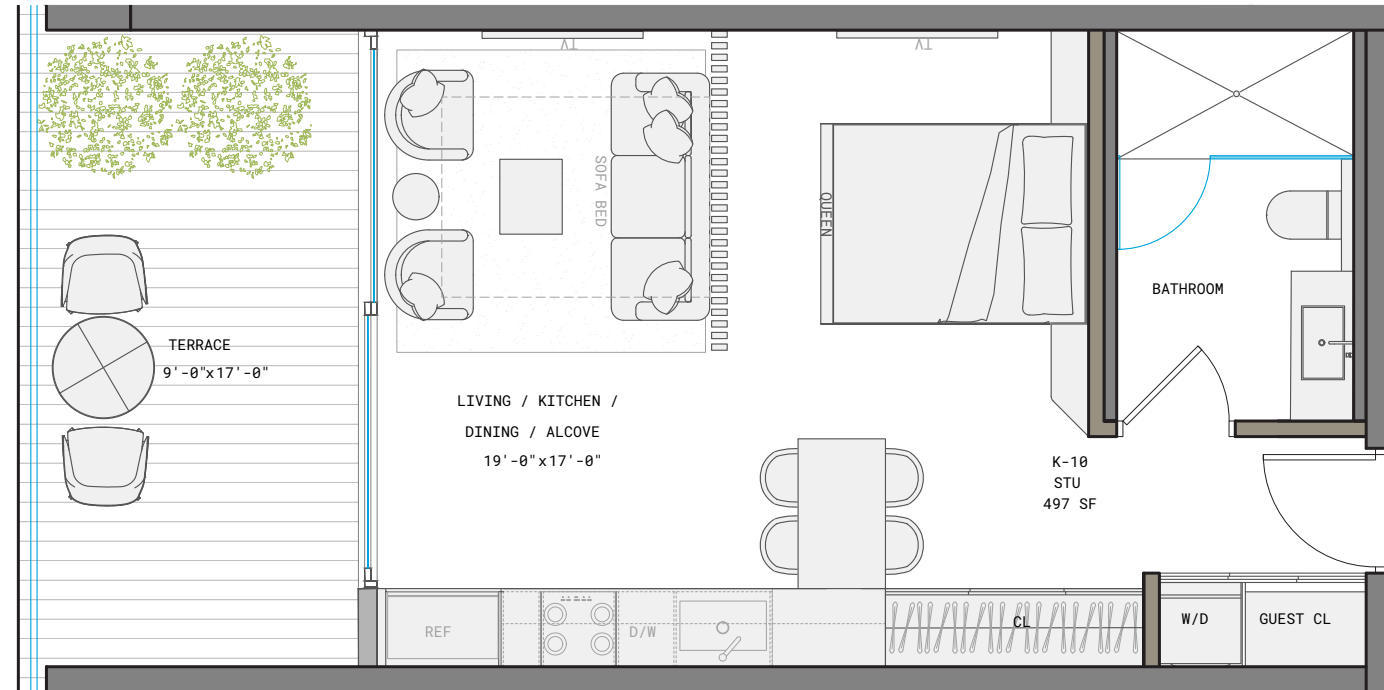 TV
TV
SOFA BED
QUEEN
BATHROOM
TERRACE
9'-0"x17'-0"
LIVING / KITCHEN /
DINING / ALCOVE
19'-0"x17'-0"
K-10
STU
497 SF
REF
D/W
CL
W/D
GUEST CL